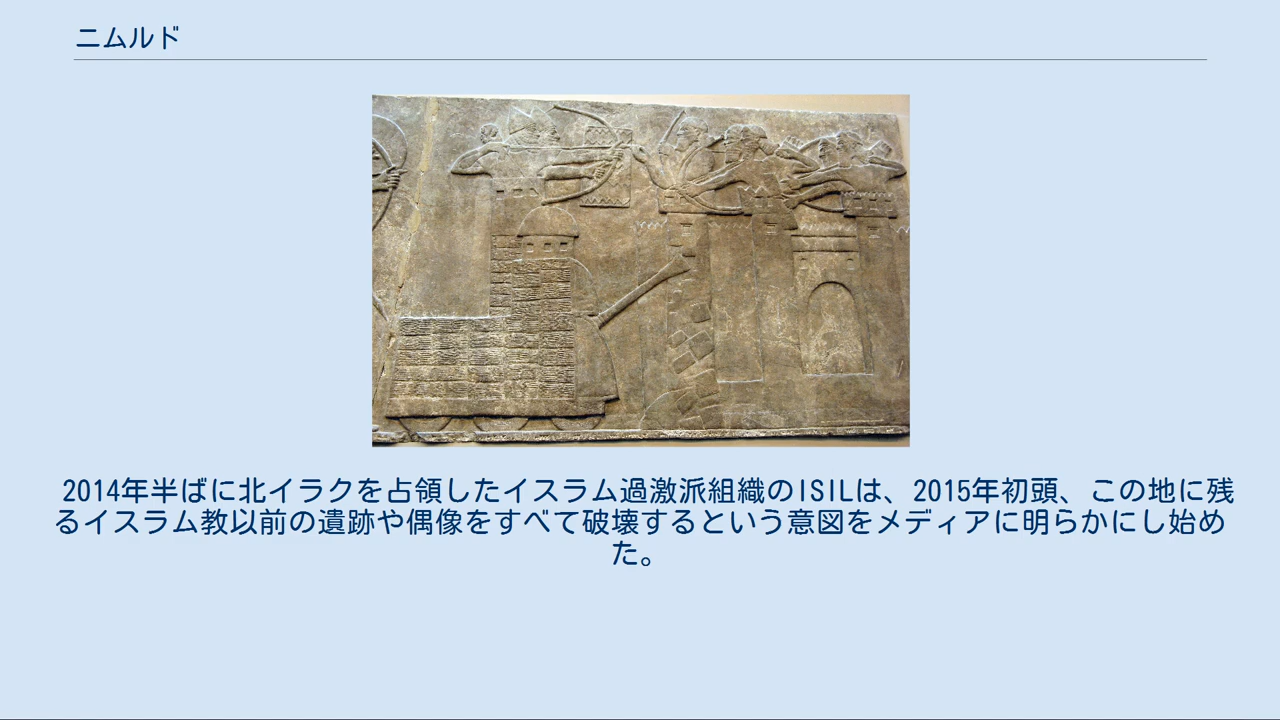 ニムルド
2014年半ばに北イラクを占領したイスラム過激派組織のISILは、2015年初頭、この地に残
るイスラム教以前の遺跡や偶像をすべて破壊するという意図をメディアに明らかにし始め
た。